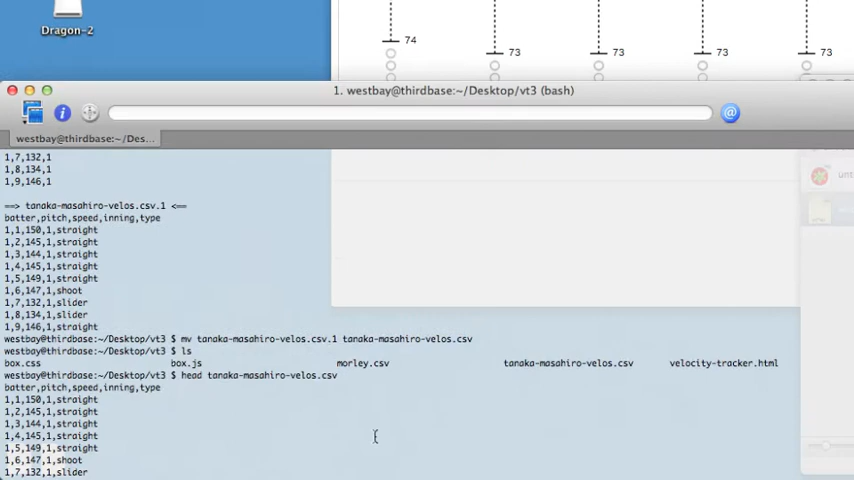 Dragon-2
74
73
73
73
73
1. westbay@thirdbase:~/Desktop/vt3 (bash)
westbay@thirdbase:~/Des...
1,7,132,1
1,8,134,1
1,9,146,1
==> tanaka-masahiro-velos.csv.1 <==
batter,pitch,speed,inning,type
1,1,150,1,straight
1,2,145,1,straight
1,3,144,1,straight
1,4,145,1,straight
1,5,149,1,straight
1,6,147,1,shoot
1,7,132,1,slider
1,8,134,1,slider
1,9,146,1,straight
westbay@thirdbase:~/Desktop/vt3 $ mv tanaka-masahiro-velos.csv.1 tanaka-masahiro-velos.csv
westbay@thirdbase:~/Desktop/vt3 $ ls
box.css box.js morley.csv tanaka-masahiro-velos.csv velocity-tracker.html
westbay@thirdbase:~/Desktop/vt3 $ head tanaka-masahiro-velos.csv
batter,pitch,speed,inning,type
1,1,150,1,straight
1,2,145,1,straight
1,3,144,1,straight
1,4,145,1,straight
1,5,149,1,straight
1,6,147,1,shoot
1,7,132,1,slider